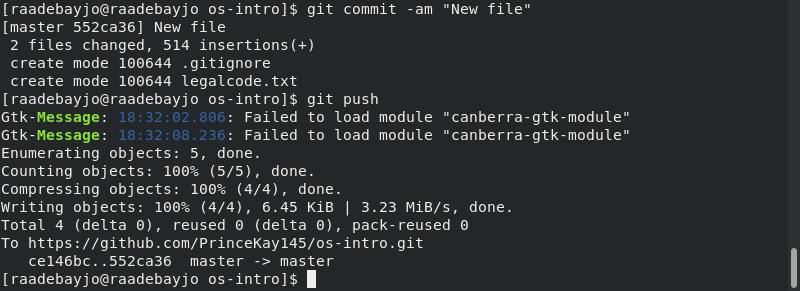 [raadebayjo@raadebayjo os-intro]$ git commit -am "New file"
[master 552ca36] New file
 2 files changed, 514 insertions(+)
 create mode 100644 .gitignore
 create mode 100644 legalcode.txt
[raadebayjo@raadebayjo os-intro]$ git push
Gtk-Message: 18:32:02.806: Failed to load module "canberra-gtk-module"
Gtk-Message: 18:32:08.236: Failed to load module "canberra-gtk-module"
Enumerating objects: 5, done.
Counting objects: 100% (5/5), done.
Compressing objects: 100% (4/4), done.
Writing objects: 100% (4/4), 6.45 KiB | 3.23 MiB/s, done.
Total 4 (delta 0), reused 0 (delta 0), pack-reused 0
To https://github.com/PrinceKay145/os-intro.git
   ce146bc..552ca36  master -> master
[raadebayjo@raadebayjo os-intro]$